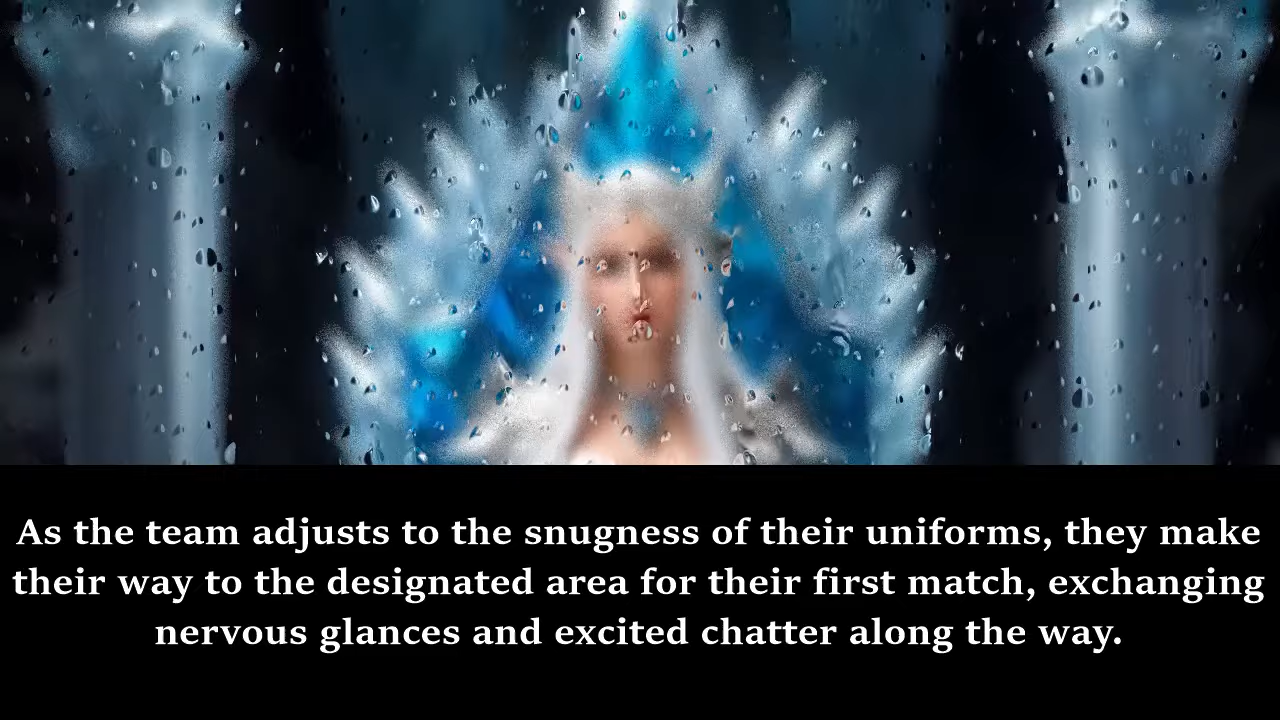 As the team adjusts to the snugness of their uniforms, they make
their way to the designated area for their first match, exchanging
nervous glances and excited chatter along the way.